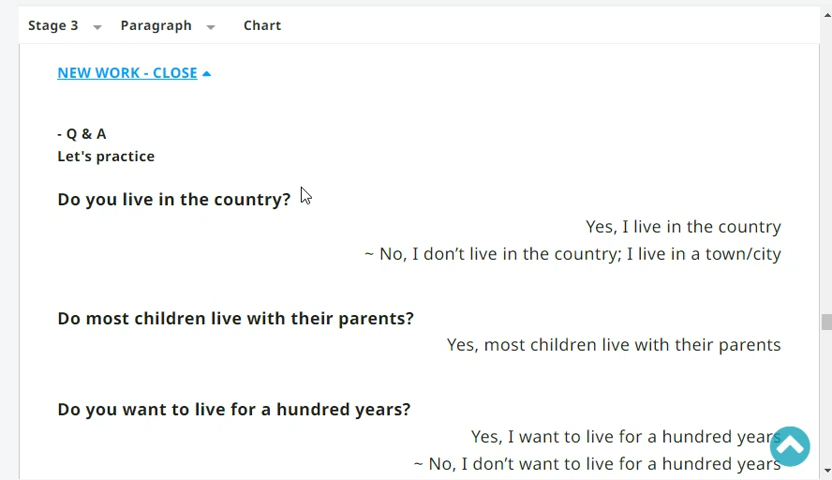 Stage 3 Paragraph Chart
NEW WORK - CLOSE
- Q & A
Let's practice
Do you live in the country?
Yes, I live in the country
~ No, I don’t live in the country; I live in a town/city
Do most children live with their parents?
Yes, most children live with their parents
Do you want to live for a hundred years?
Yes, I want to live for a hundred years
~ No, I don’t want to live for a hundred years